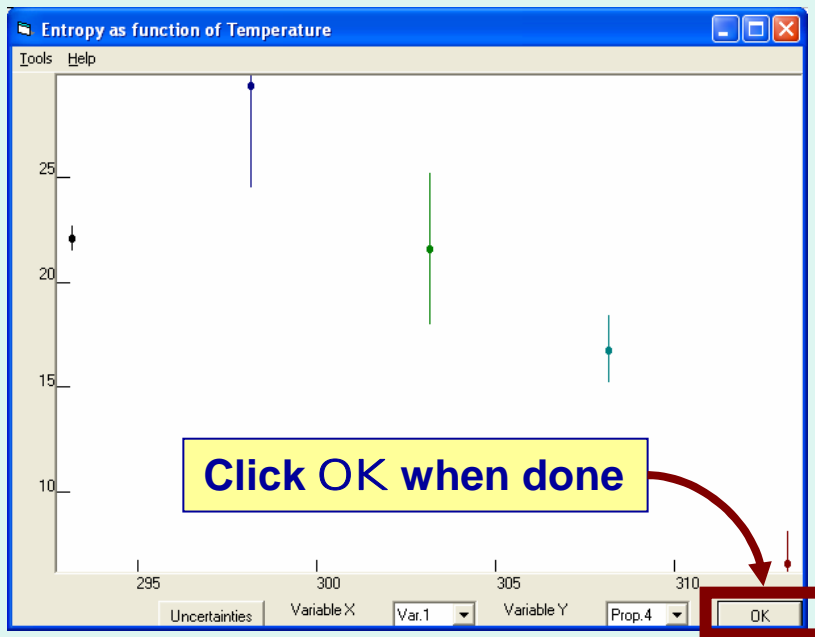 Entropy as function of Temperature
Tools Help
25
20
15
10
Click OK when done
295 300 305 310
Uncertainties Variable X Var.1 Variable Y Prop.4 OK